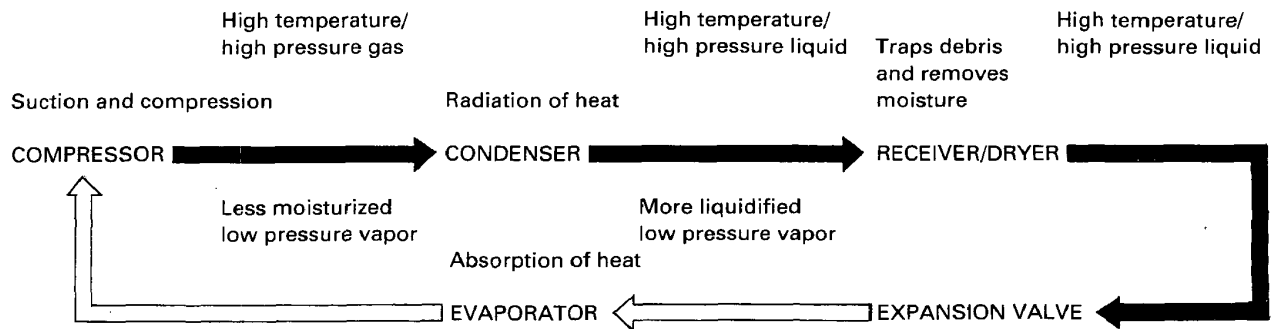 High temperature/
high pressure gas
High temperature/
high pressure liquid
Traps debris
and removes
moisture
High temperature/
high pressure liquid
Suction and compression
Radiation of heat
COMPRESSOR
CONDENSER
RECEIVER/DRYER
Less moisturized
low pressure vapor
More liquidified
low pressure vapor
Absorption of heat
EVAPORATOR
EXPANSION VALVE